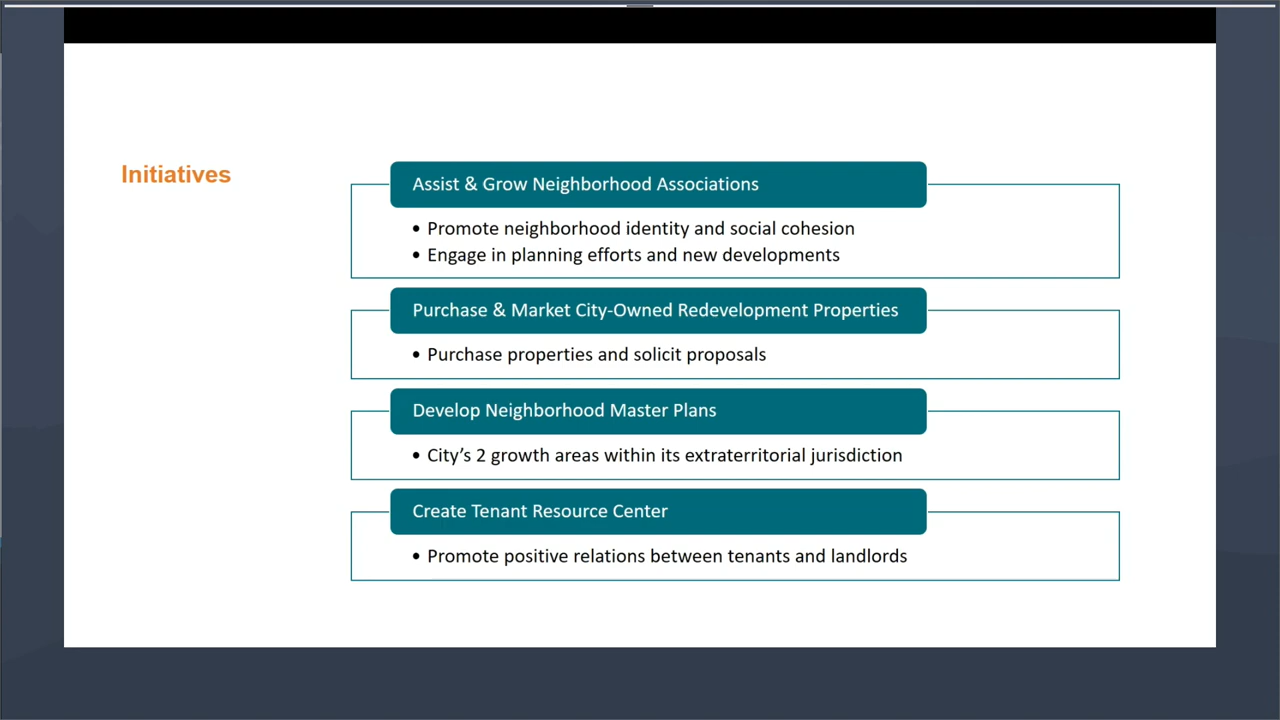 Initiatives
Assist & Grow Neighborhood Associations
• Promote neighborhood identity and social cohesion
• Engage in planning efforts and new developments
Purchase & Market City-Owned Redevelopment Properties
• Purchase properties and solicit proposals
Develop Neighborhood Master Plans
• City’s 2 growth areas within its extraterritorial jurisdiction
Create Tenant Resource Center
• Promote positive relations between tenants and landlords